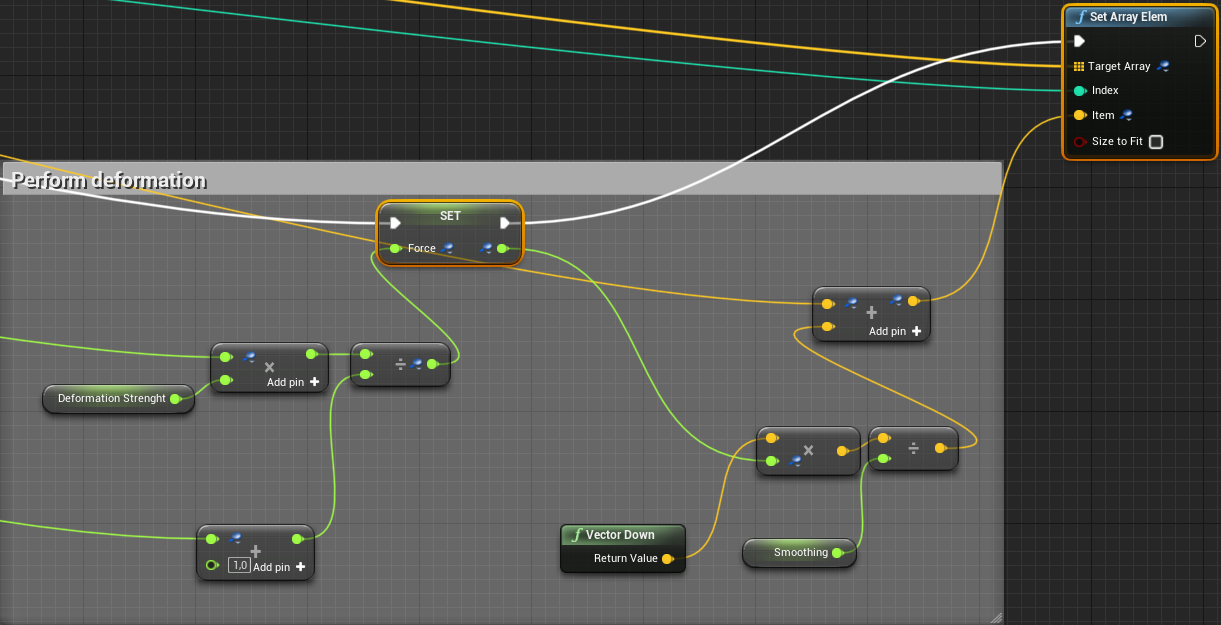 Set Array Elem
Target Array
Index
Item
Size to Fit
Perform deformation
SET
Force
+
Add pin +
×
Add pin +
÷
Deformation Strenght
×
÷
+
1,0 Add pin +
f Vector Down
Return Value
Smoothing